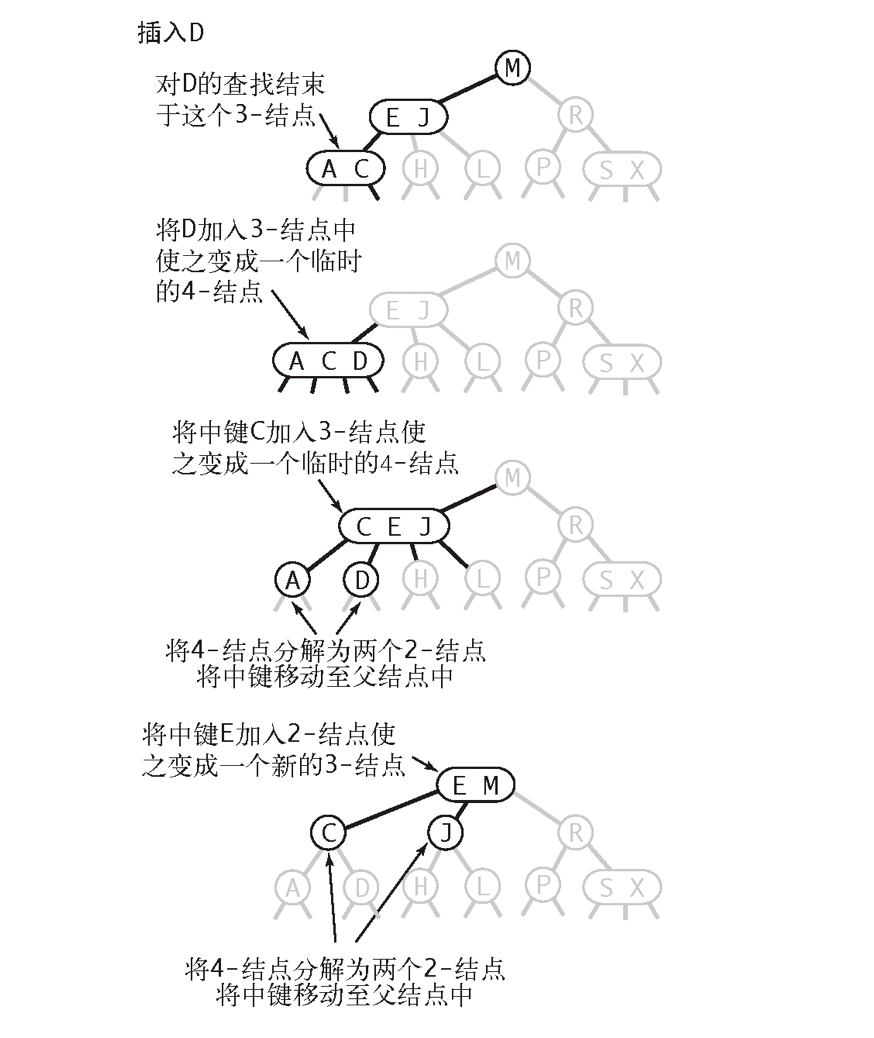 插入D
M
对D的查找结束
于这个3-结点
E J
R
A C
H
L
P
S X
将D加入3-结点中
使之变成一个临时
的4-结点
M
E J
R
A C D
H
L
P
S X
将中键C加入3-结点使
之变成一个临时的4-结点
M
C E J
R
A
D
H
L
P
S X
将4-结点分解为两个2-结点
将中键移动至父结点中
将中键E加入2-结点使
之变成一个新的3-结点
E M
C
J
R
A
D
H
L
P
S X
将4-结点分解为两个2-结点
将中键移动至父结点中